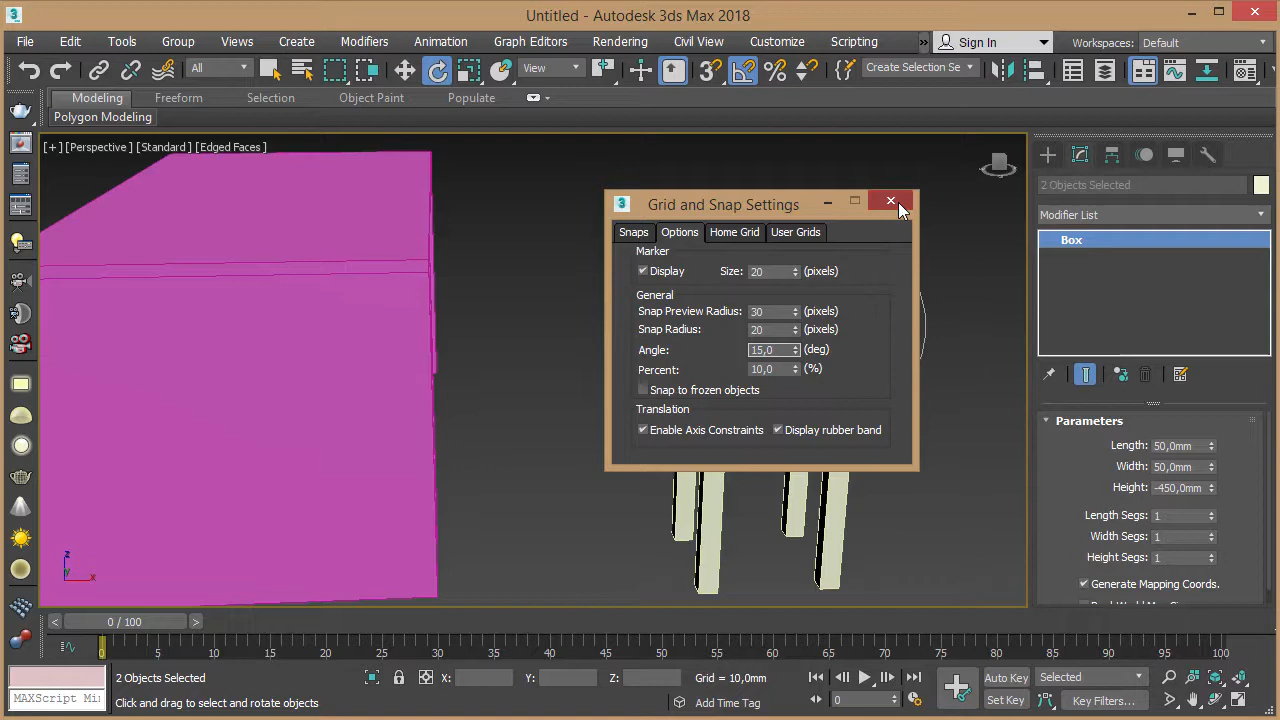 Untitled - Autodesk 3ds Max 2018
File Edit Tools Group Views Create Modifiers Animation Graph Editors Rendering Civil View Customize Scripting » Sign In Workspaces: Default
All View 3 Create Selection Se
Modeling Freeform Selection Object Paint Populate
Polygon Modeling
[+] [Perspective] [Standard] [Edged Faces]
2 Objects Selected
Modifier List
Box
3 Grid and Snap Settings
Snaps Options Home Grid User Grids
Marker
Display Size: 20 (pixels)
General
Snap Preview Radius: 30 (pixels)
Snap Radius: 20 (pixels)
Angle: 15,0 (deg)
Percent: 10,0 (%)
Snap to frozen objects
Translation
Enable Axis Constraints Display rubber band
Parameters
Length: 50,0mm
Width: 50,0mm
Height: -450,0mm
Length Segs: 1
Width Segs: 1
Height Segs: 1
Generate Mapping Coords.
z
y
x
< 0 / 100 >
0 5 10 15 20 25 30 35 40 45 50 55 60 65 70 75 80 85 90 95 100
2 Objects Selected X: Y: Z: Grid = 10,0mm Auto Key Selected
MAXScript Mi Click and drag to select and rotate objects Add Time Tag 0 Set Key Key Filters...